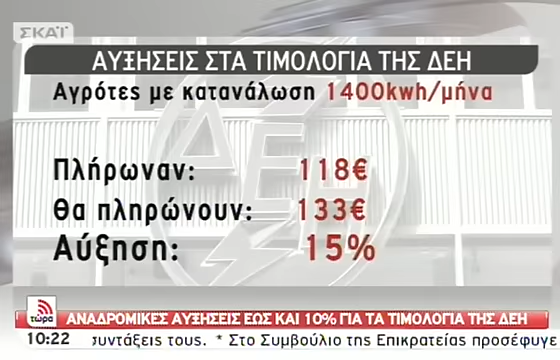 ΣΚΑΪ
ΑΥΞΗΣΕΙΣ ΣΤΑ ΤΙΜΟΛΟΓΙΑ ΤΗΣ ΔΕΗ
Αγρότες με κατανάλωση 1400kwh/μήνα
ΔΕΗ
Πλήρωναν: 118€
Θα πληρώνουν: 133€
Αύξηση: 15%
τώρα
ΑΝΑΔΡΟΜΙΚΕΣ ΑΥΞΗΣΕΙΣ ΕΩΣ ΚΑΙ 10% ΓΙΑ ΤΑ ΤΙΜΟΛΟΓΙΑ ΤΗΣ ΔΕΗ
10:22 συντάξεις τους. * Στο Συμβούλιο της Επικρατείας προσέφυγε